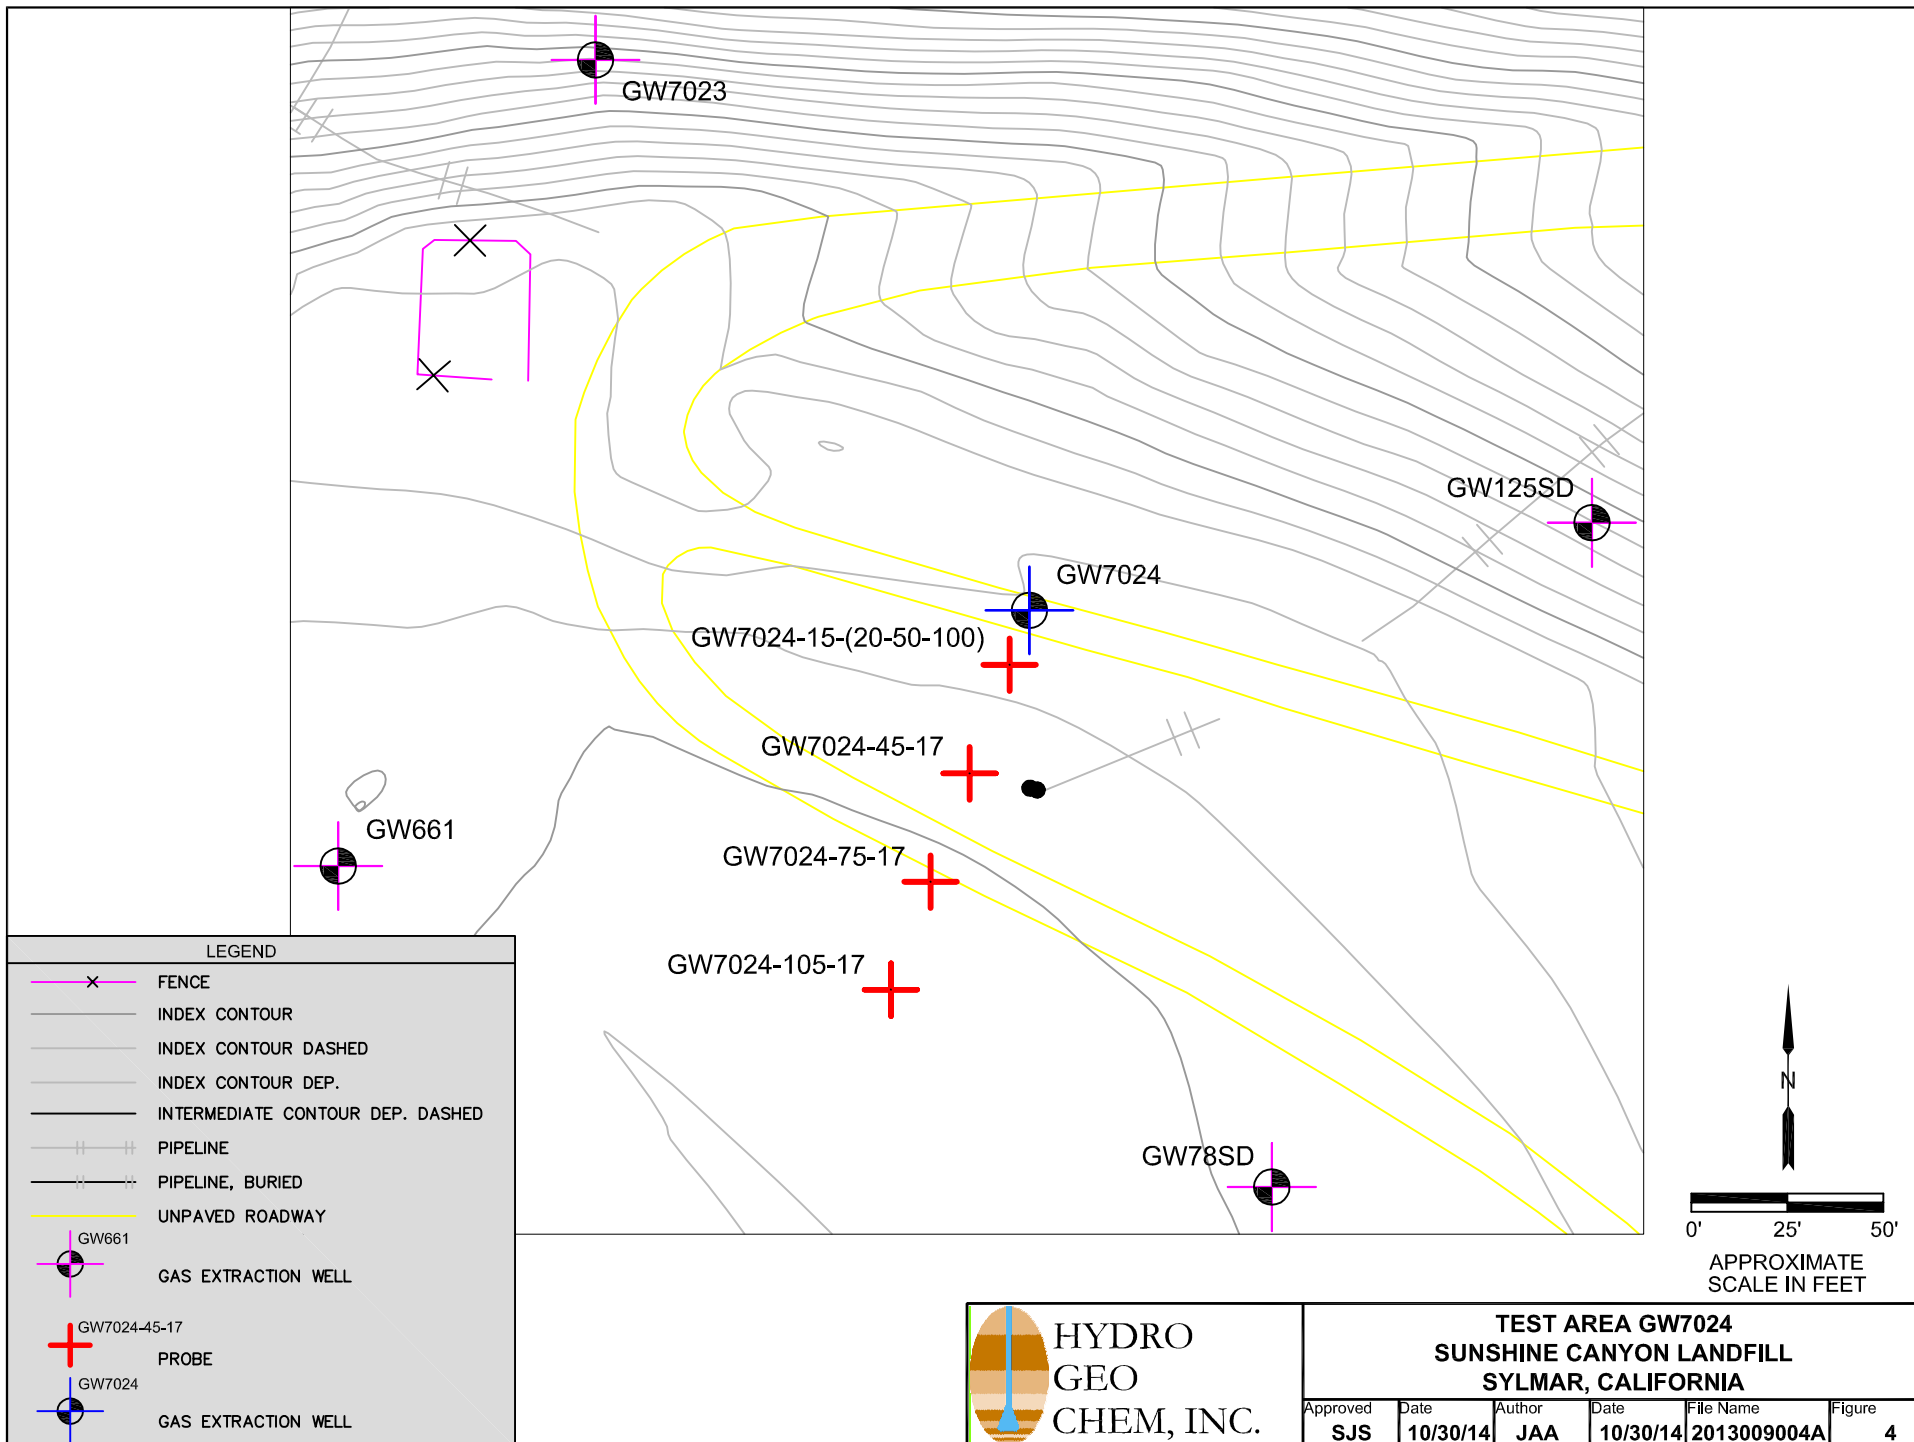 GW7023
GW125SD
GW7024
GW7024-15-(20-50-100)
GW7024-45-17
GW661
GW7024-75-17
GW7024-105-17
GW78SD
LEGEND
FENCE
INDEX CONTOUR
INDEX CONTOUR DASHED
INDEX CONTOUR DEP.
INTERMEDIATE CONTOUR DEP. DASHED
PIPELINE
PIPELINE, BURIED
UNPAVED ROADWAY
GW661
GAS EXTRACTION WELL
GW7024-45-17
PROBE
GW7024
GAS EXTRACTION WELL
N
0' 25' 50'
APPROXIMATE
SCALE IN FEET
HYDRO
GEO
CHEM, INC.
TEST AREA GW7024
SUNSHINE CANYON LANDFILL
SYLMAR, CALIFORNIA
Approved Date Author Date File Name Figure
SJS 10/30/14 JAA 10/30/14 2013009004A 4